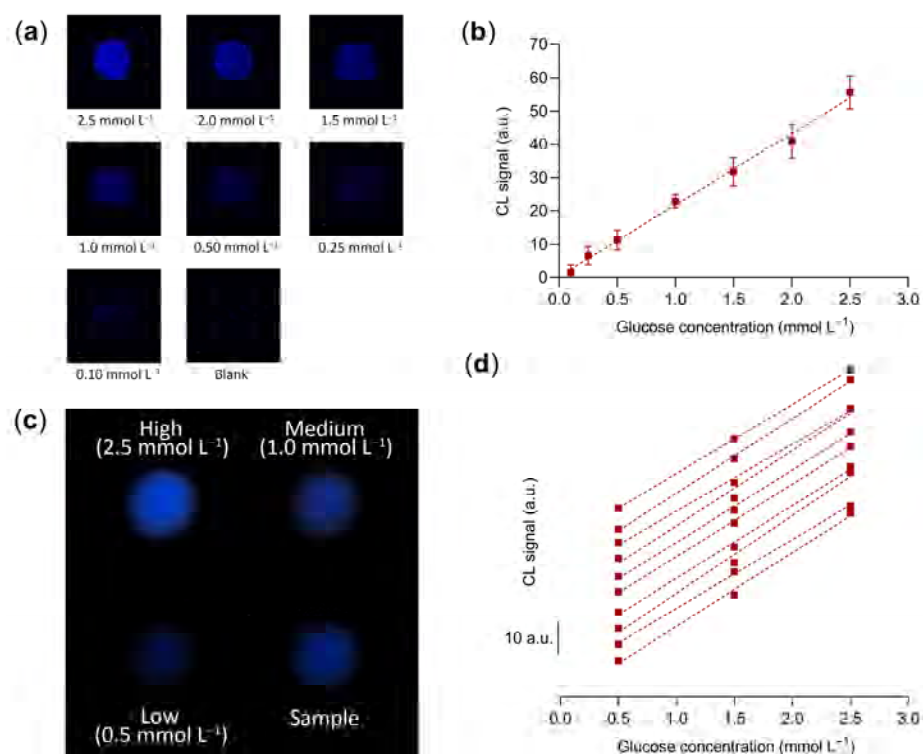 (a)
2.5 mmol L⁻¹
2.0 mmol L⁻¹
1.5 mmol L⁻¹
1.0 mmol L⁻¹
0.50 mmol L⁻¹
0.25 mmol L⁻¹
0.10 mmol L⁻¹
Blank
(b)
70
60
50
40
30
20
10
0
CL signal (a.u.)
0.0 0.5 1.0 1.5 2.0 2.5 3.0
Glucose concentration (mmol L⁻¹)
(c)
High
(2.5 mmol L⁻¹)
Medium
(1.0 mmol L⁻¹)
Low
(0.5 mmol L⁻¹)
Sample
(d)
CL signal (a.u.)
10 a.u.
0.0 0.5 1.0 1.5 2.0 2.5 3.0
Glucose concentration (mmol L⁻¹)